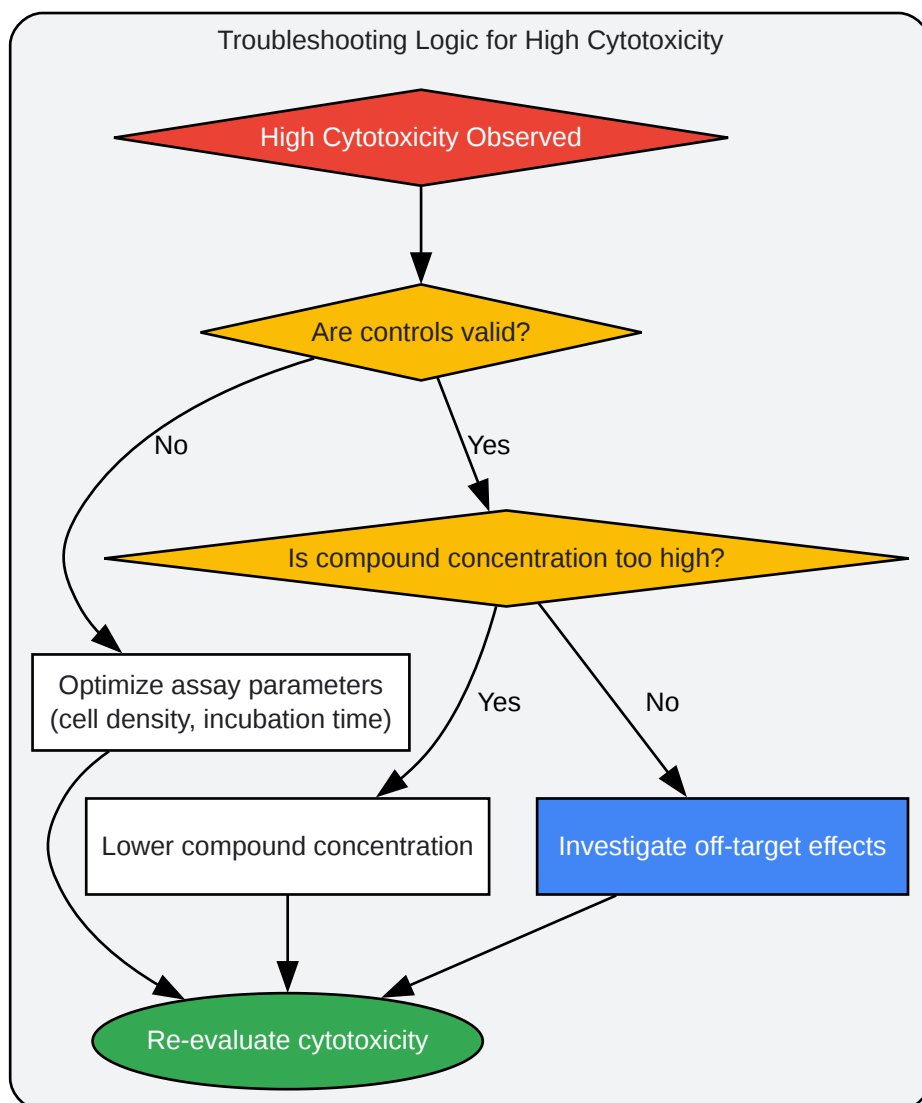 Troubleshooting Logic for High Cytotoxicity
High Cytotoxicity Observed
Are controls valid?
No
Yes
Is compound concentration too high?
Optimize assay parameters
(cell density, incubation time)
Yes
No
Lower compound concentration
Investigate off-target effects
Re-evaluate cytotoxicity